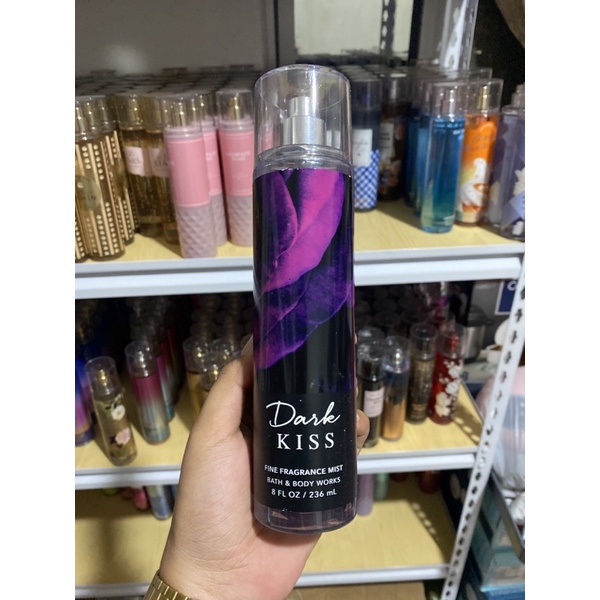 Dark
KISS
FINE FRAGRANCE MIST
BATH & BODY WORKS
8 FL OZ / 236 mL